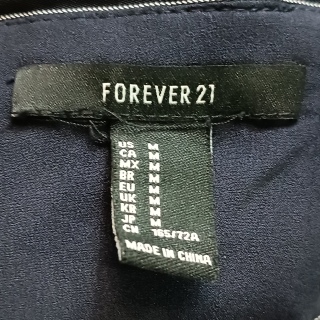 FOREVER 21
US M
CA M
MX M
BR M
EU M
UK M
KR M
JP M
CN 165/72A
MADE IN CHINA